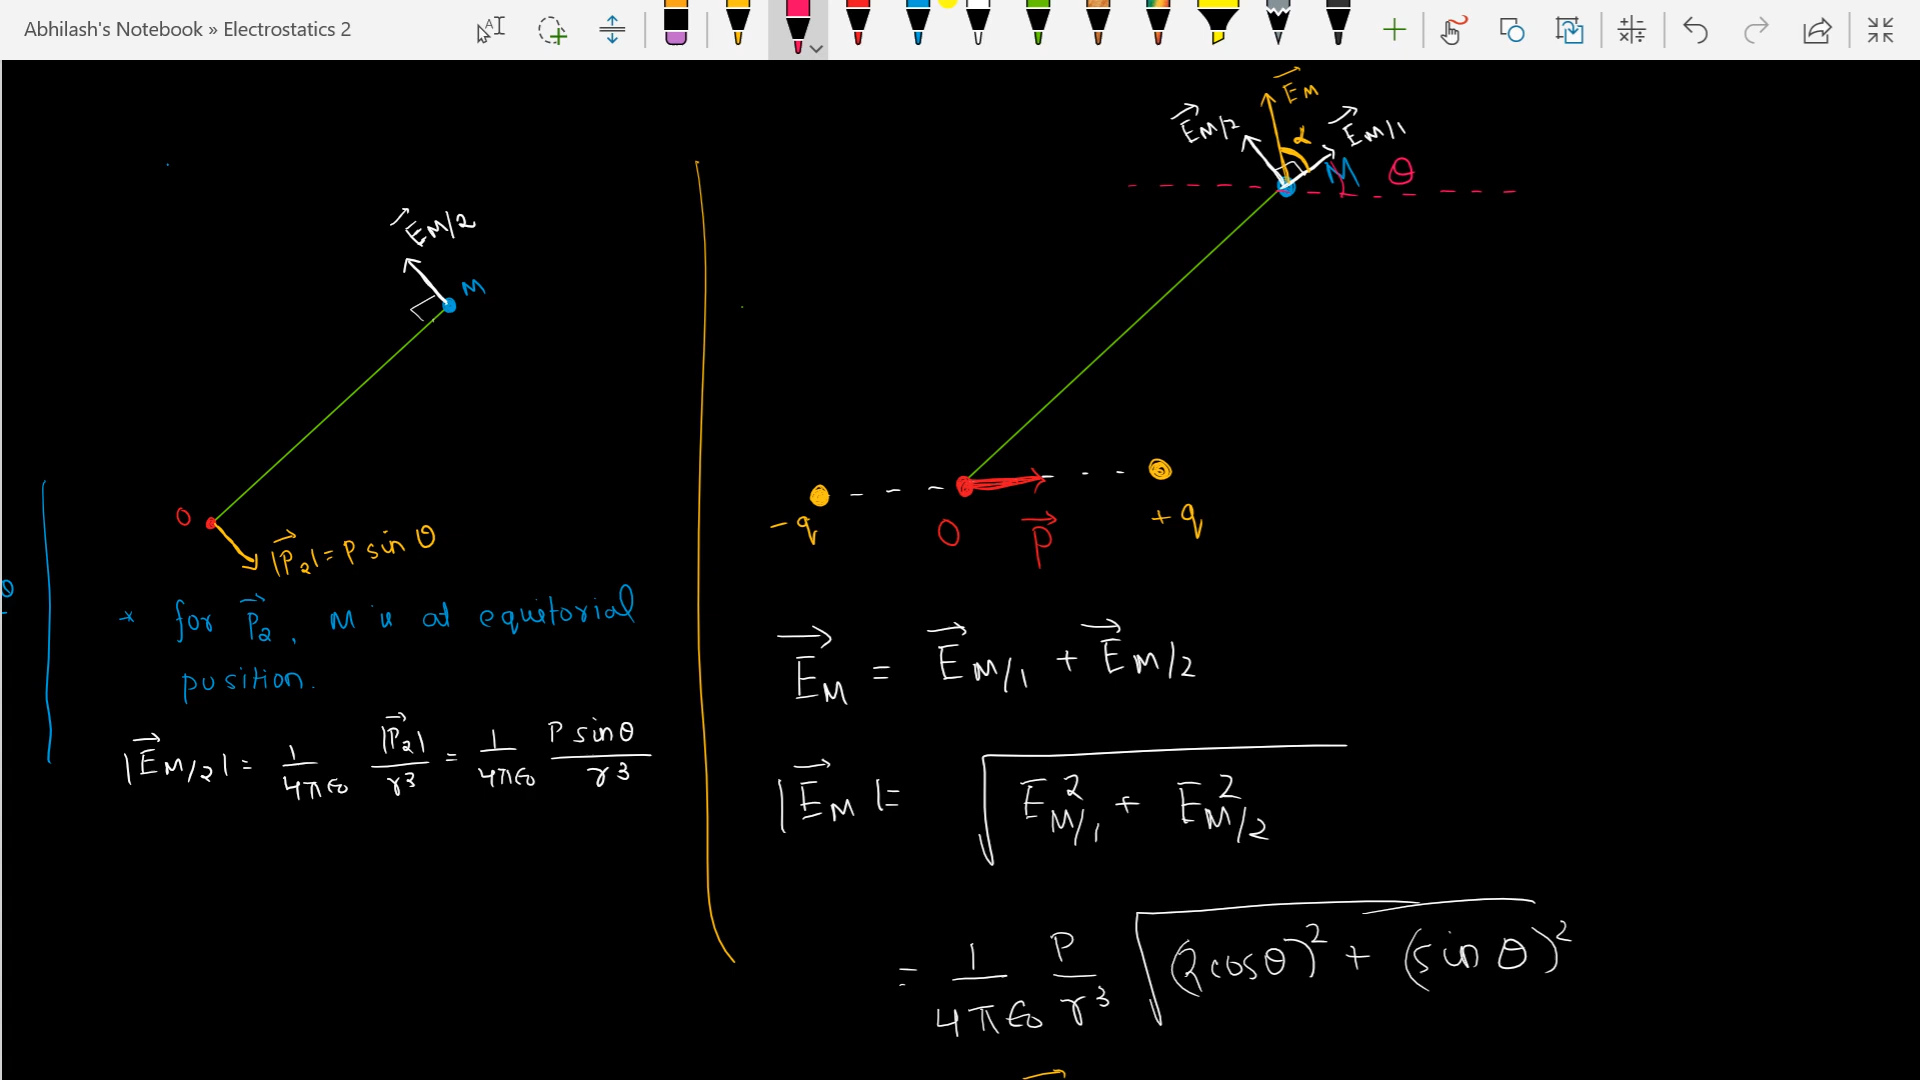 Abhilash's Notebook » Electrostatics 2
E⃗M/2
M
O
|P⃗2| = P sin θ
θ
* for P⃗2, M is at equitorial
position.
|E⃗M/2| = 1/4πϵ0 |P⃗2|/r³ = 1/4πϵ0 P sinθ/r³
E⃗M
E⃗M/2
α
E⃗M/1
M
θ
-q
O
P⃗
+q
E⃗M = E⃗M/1 + E⃗M/2
|E⃗M| = √(E²M/1 + E²M/2)
= 1/4πϵ0 P/r³ √((2cosθ)² + (sin θ)²)